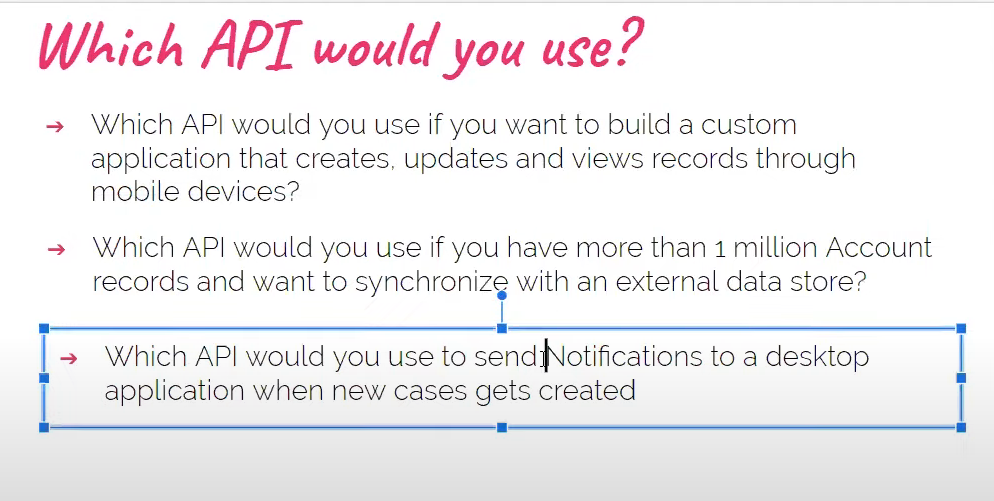 Which API would you use?
→ Which API would you use if you want to build a custom
application that creates, updates and views records through
mobile devices?
→ Which API would you use if you have more than 1 million Account
records and want to synchronize with an external data store?
→ Which API would you use to send Notifications to a desktop
application when new cases gets created